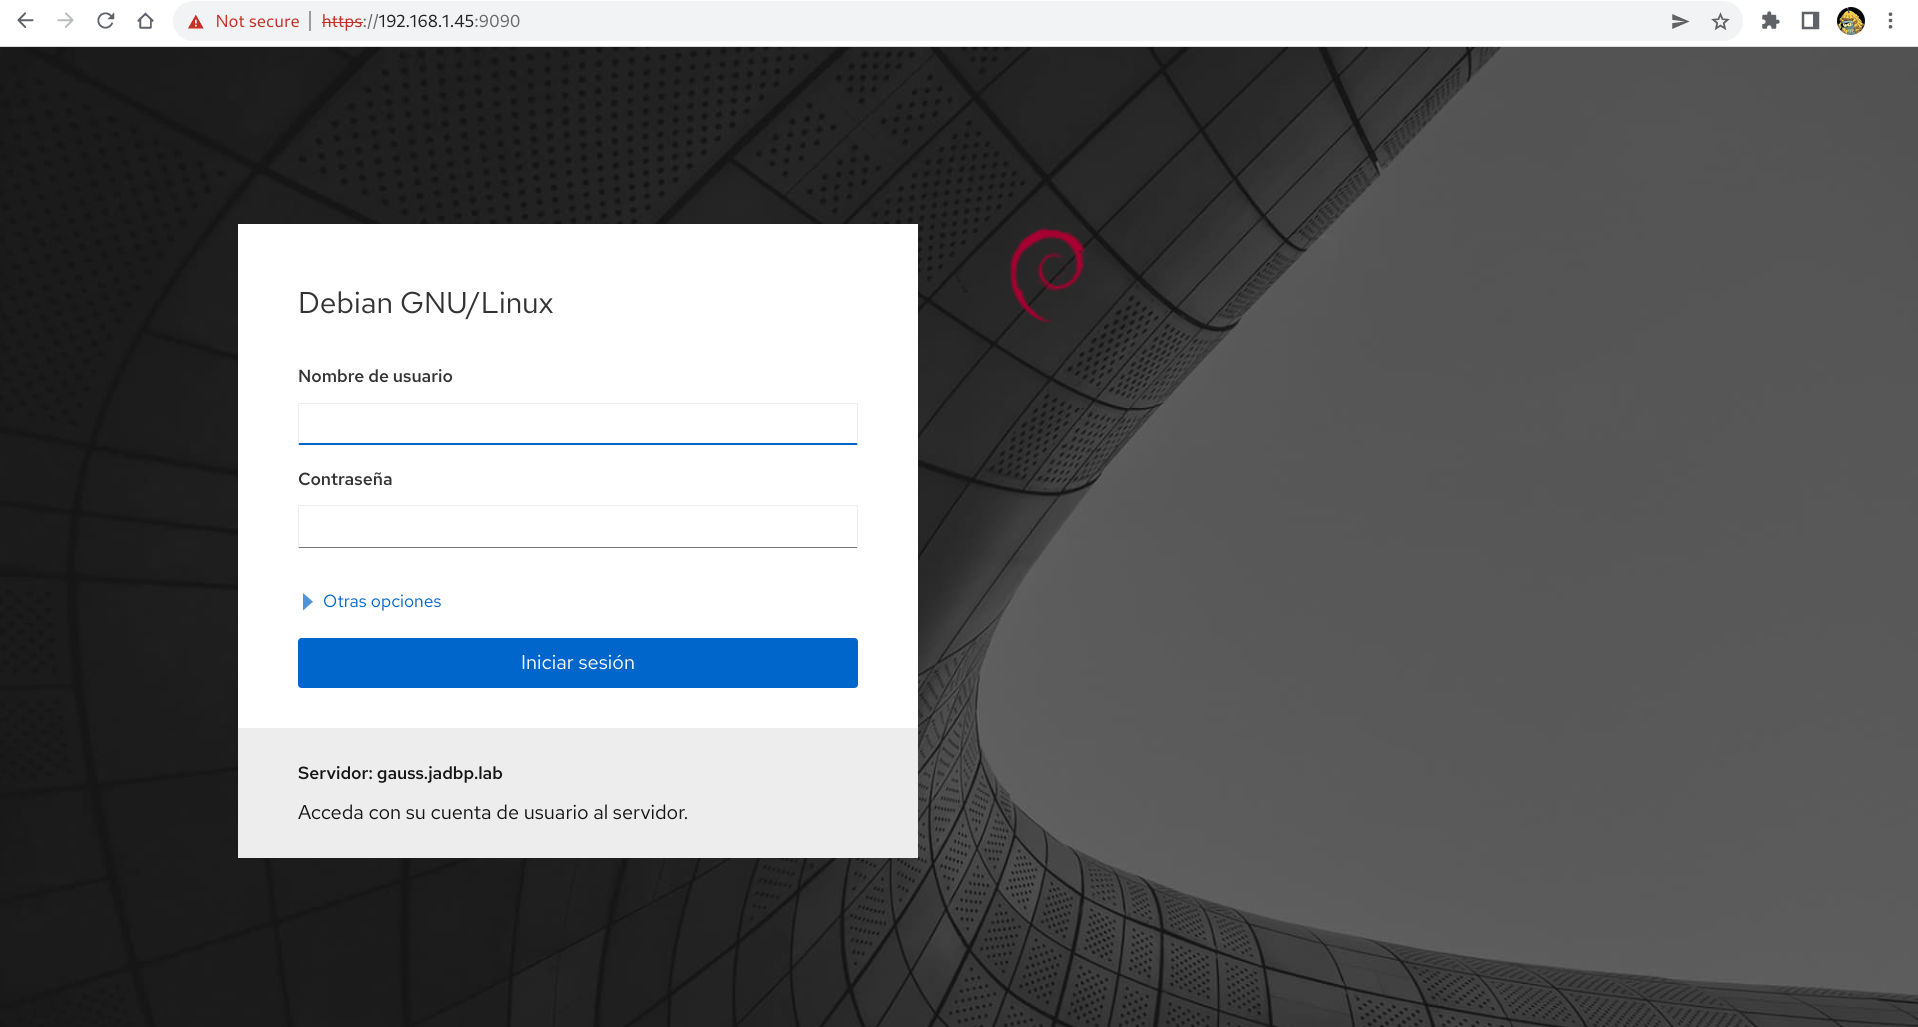 Not secure | https://192.168.1.45:9090
Debian GNU/Linux
Nombre de usuario
Contraseña
Otras opciones
Iniciar sesión
Servidor: gauss.jadbp.lab
Acceda con su cuenta de usuario al servidor.